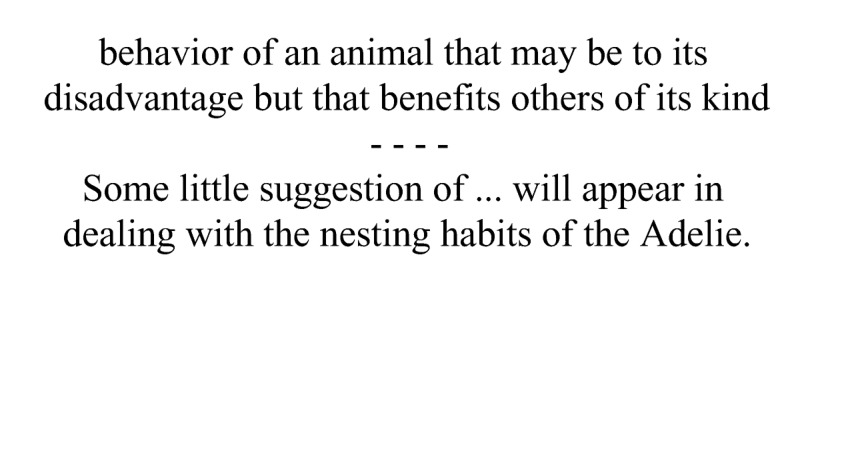 behavior of an animal that may be to its
disadvantage but that benefits others of its kind
- - - -
Some little suggestion of ... will appear in
dealing with the nesting habits of the Adelie.